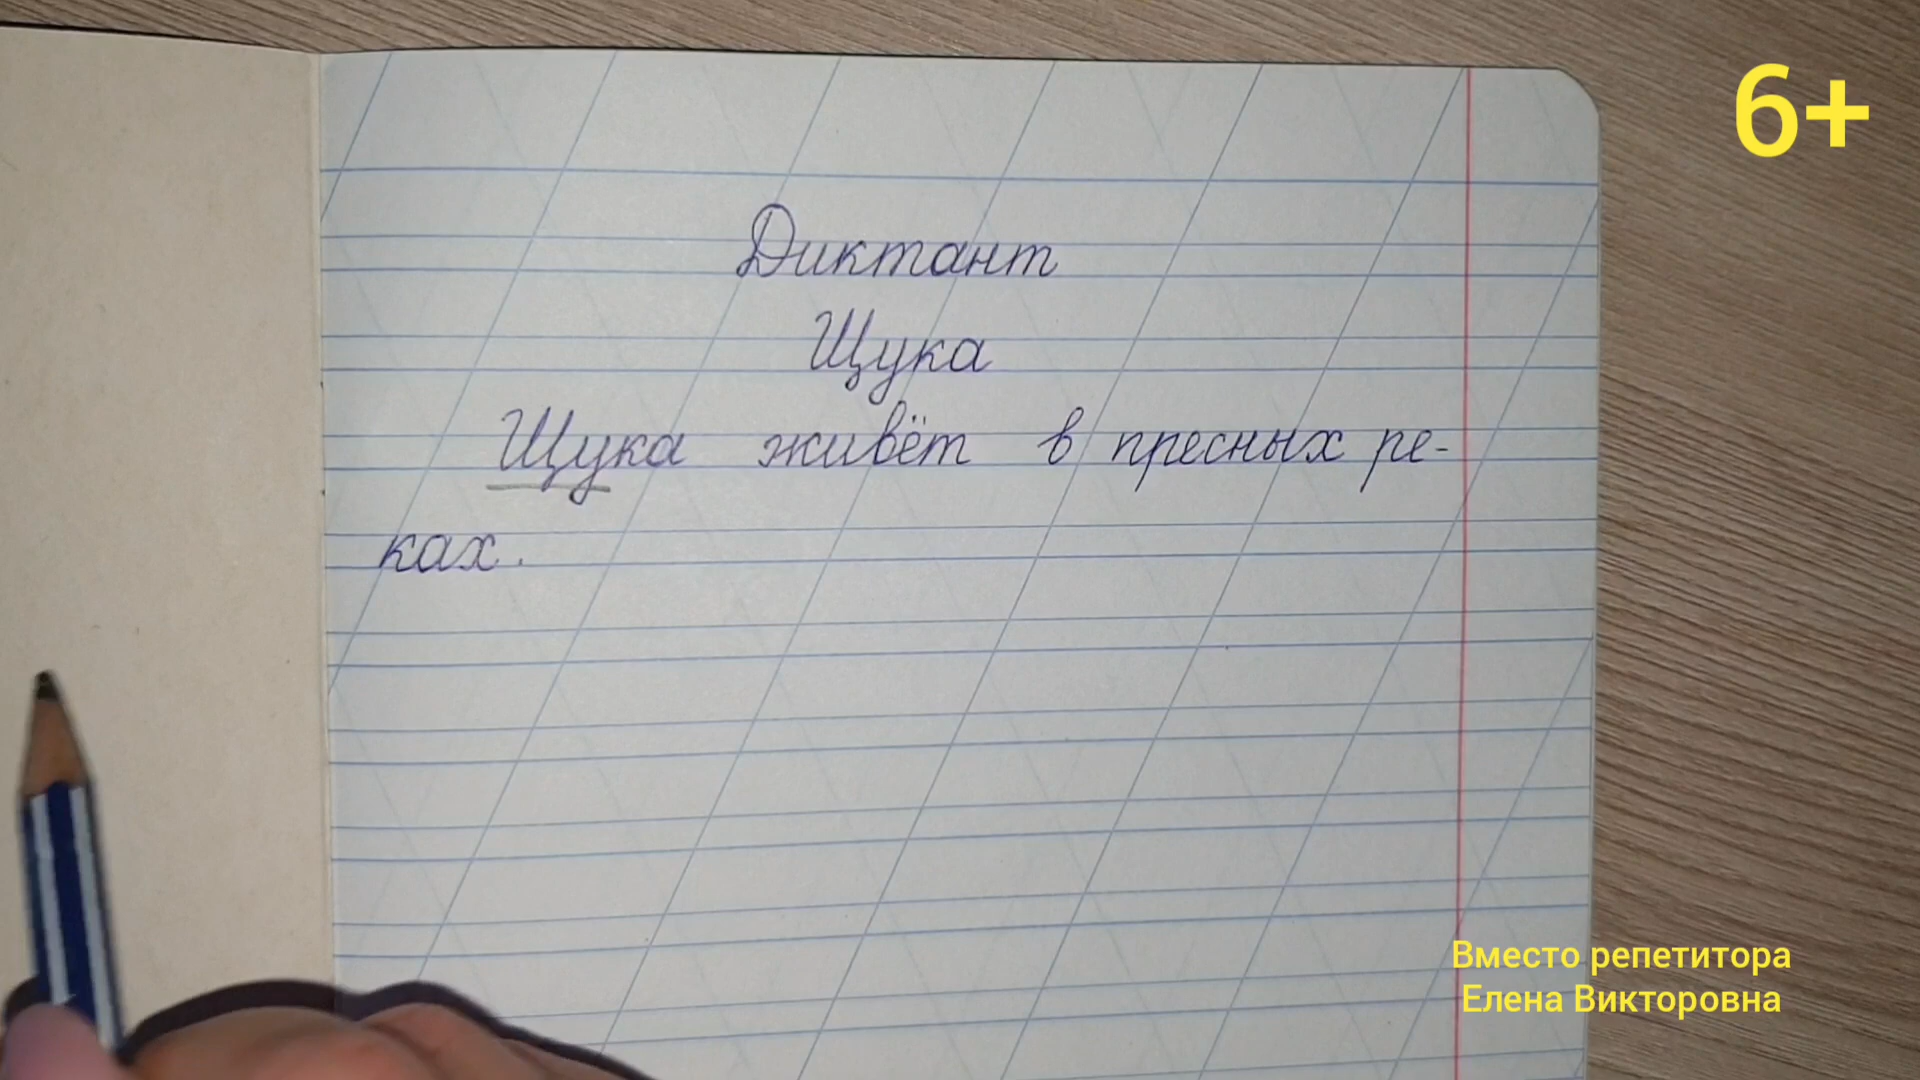 6+
Диктант
Щука
Щука живёт в пресных ре-
ках.
Вместо репетитора
Елена Викторовна